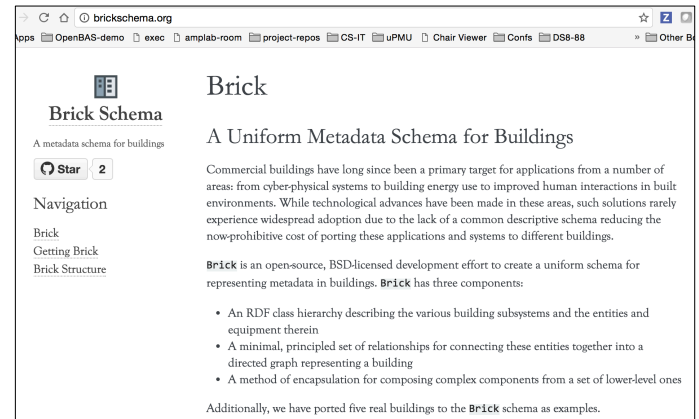 brickschema.org
Apps OpenBAS-demo exec amplab-room project-repos CS-IT uPMU Chair Viewer Confs DS8-88 » Other Bo
Z
Brick Schema
A metadata schema for buildings
Star 2
Navigation
Brick
Getting Brick
Brick Structure
Brick
A Uniform Metadata Schema for Buildings
Commercial buildings have long since been a primary target for applications from a number of
areas: from cyber-physical systems to building energy use to improved human interactions in built
environments. While technological advances have been made in these areas, such solutions rarely
experience widespread adoption due to the lack of a common descriptive schema reducing the
now-prohibitive cost of porting these applications and systems to different buildings.
Brick is an open-source, BSD-licensed development effort to create a uniform schema for
representing metadata in buildings. Brick has three components:
• An RDF class hierarchy describing the various building subsystems and the entities and
equipment therein
• A minimal, principled set of relationships for connecting these entities together into a
directed graph representing a building
• A method of encapsulation for composing complex components from a set of lower-level ones
Additionally, we have ported five real buildings to the Brick schema as examples.